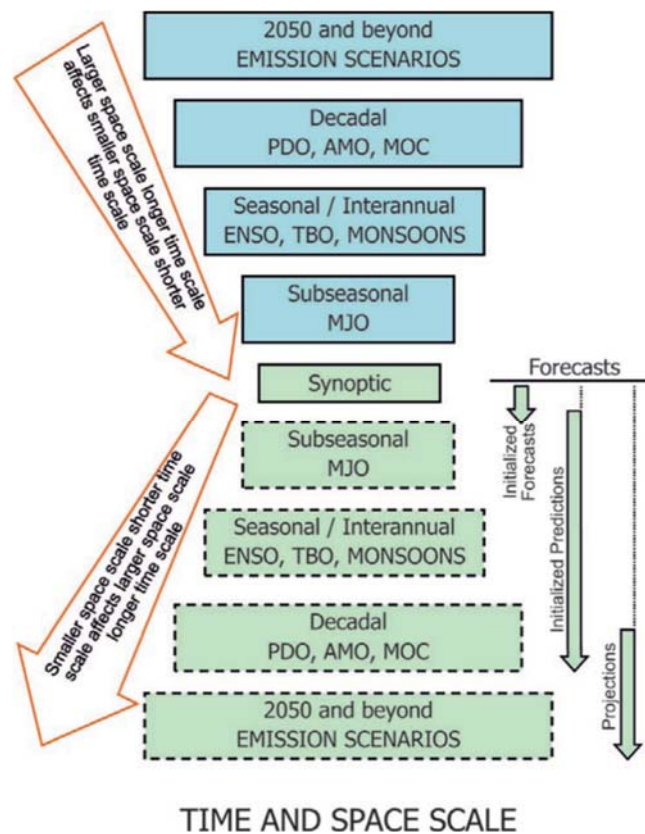 2050 and beyond
EMISSION SCENARIOS
Larger space scale longer time scale
affects smaller space scale shorter
time scale
Decadal
PDO, AMO, MOC
Seasonal / Interannual
ENSO, TBO, MONSOONS
Subseasonal
MJO
Synoptic
Forecasts
Subseasonal
MJO
Initialized
Forecasts
Seasonal / Interannual
ENSO, TBO, MONSOONS
Initialized Predictions
Smaller space scale shorter time
scale affects larger space scale
longer time scale
Decadal
PDO, AMO, MOC
Projections
2050 and beyond
EMISSION SCENARIOS
TIME AND SPACE SCALE